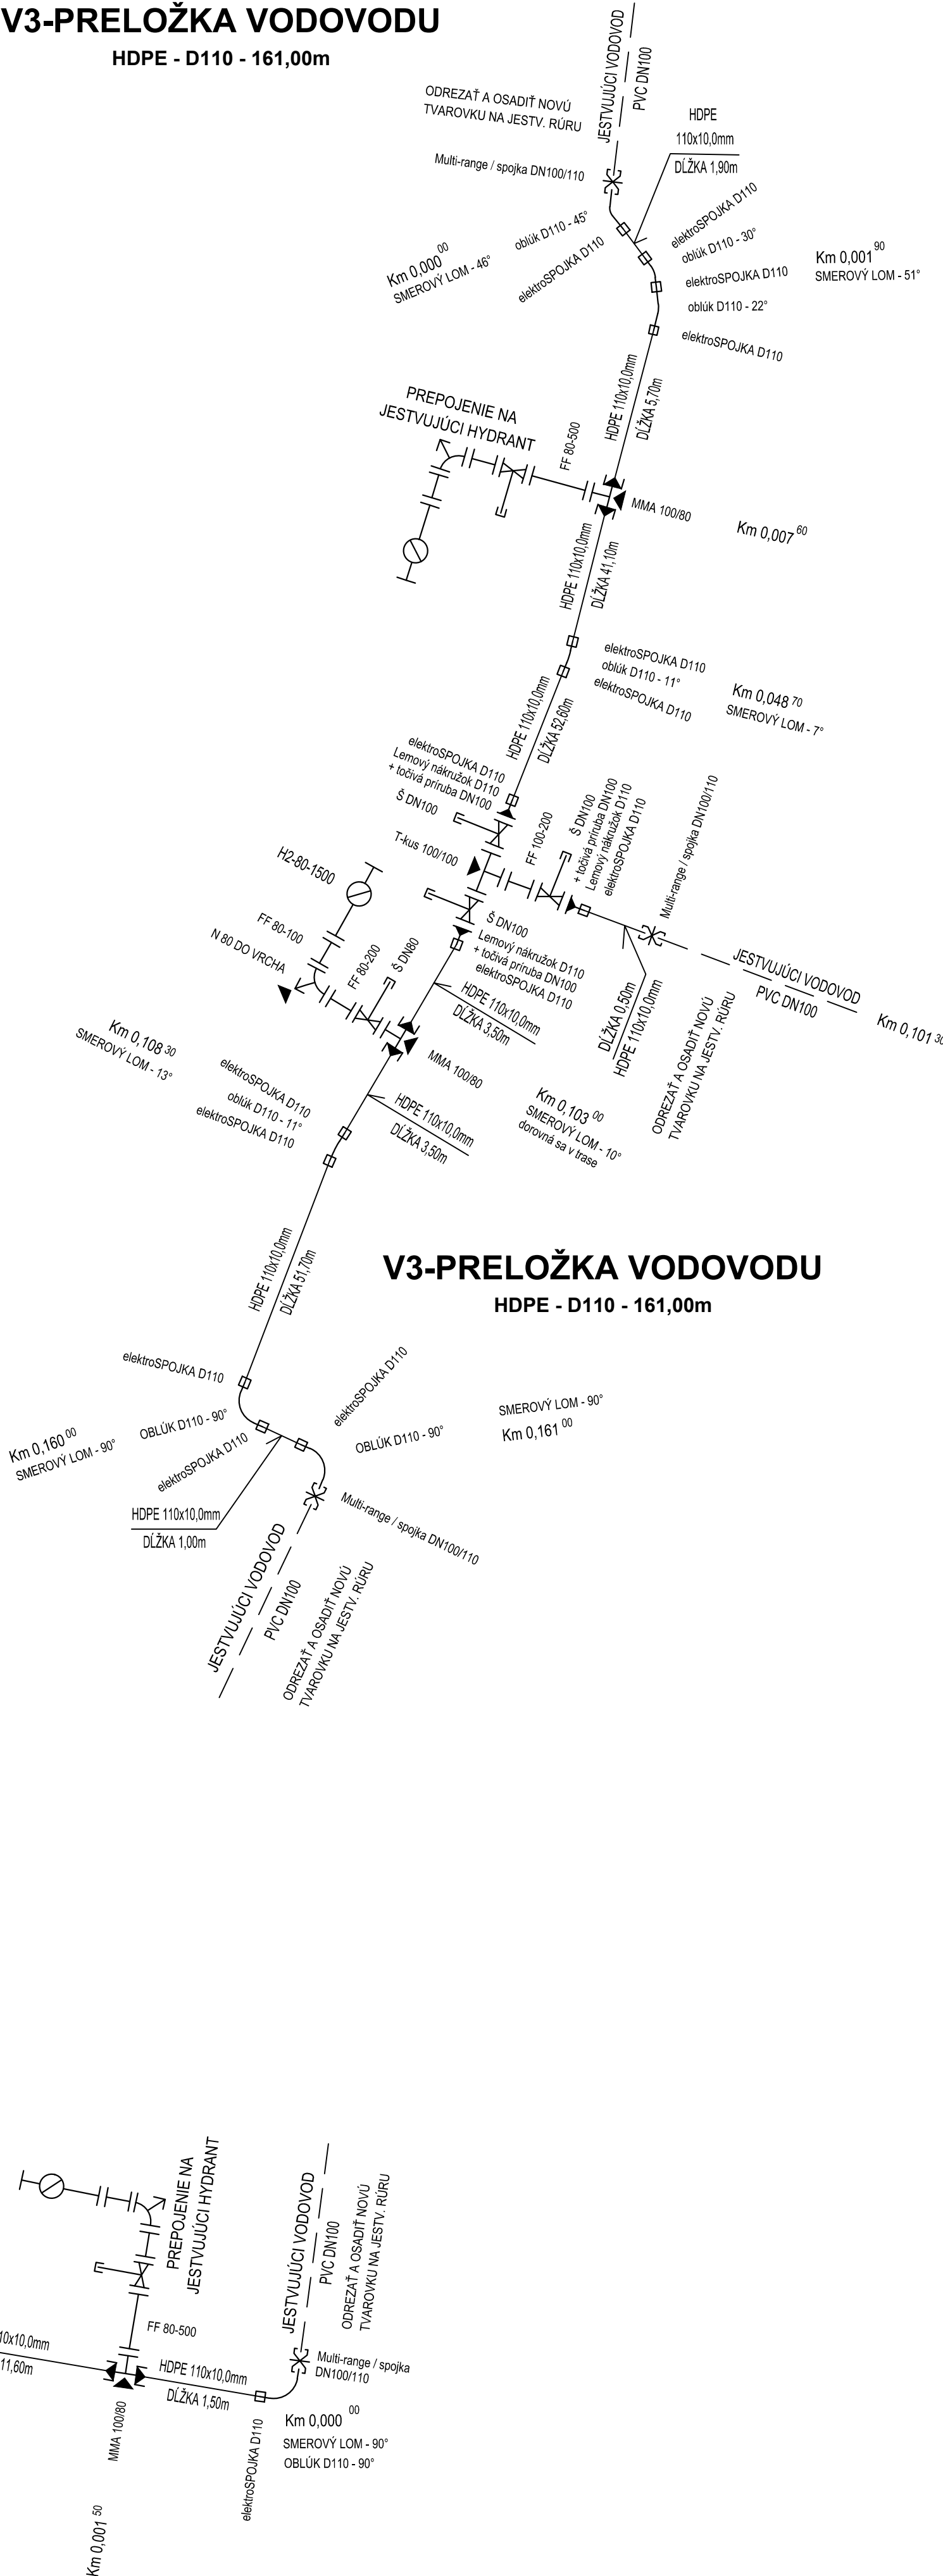 V3-PRELOŽKA VODOVODU
HDPE - D110 - 161,00m
JESTVUJÚCI VODOVOD
PVC DN100
ODREZAŤ A OSADIŤ NOVÚ
TVAROVKU NA JESTV. RÚRU
Multi-range / spojka DN100/110
HDPE
110x10,0mm
DĹŽKA 1,90m
oblúk D110 - 45°
elektroSPOJKA D110
Km 0,000 00
SMEROVÝ LOM - 46°
elektroSPOJKA D110
oblúk D110 - 30°
elektroSPOJKA D110
oblúk D110 - 22°
elektroSPOJKA D110
Km 0,001 90
SMEROVÝ LOM - 51°
HDPE 110x10,0mm
DĹŽKA 5,70m
PREPOJENIE NA
JESTVUJÚCI HYDRANT
FF 80-500
MMA 100/80
Km 0,007 60
HDPE 110x10,0mm
DĹŽKA 41,10m
elektroSPOJKA D110
oblúk D110 - 11°
elektroSPOJKA D110
Km 0,048 70
SMEROVÝ LOM - 7°
HDPE 110x10,0mm
DĹŽKA 52,60m
elektroSPOJKA D110
Lemový nákružok D110
+ točivá príruba DN100
Š DN100
T-kus 100/100
FF 100-200
Š DN100
+ točivá príruba DN100
Lemový nákružok D110
elektroSPOJKA D110
Multi-range / spojka DN100/110
H2-80-1500
FF 80-100
N 80 DO VRCHA
FF 80-200
Š DN80
Š DN100
Lemový nákružok D110
+ točivá príruba DN100
elektroSPOJKA D110
HDPE 110x10,0mm
DĹŽKA 3,50m
DĹŽKA 0,50m
HDPE 110x10,0mm
JESTVUJÚCI VODOVOD
PVC DN100
ODREZAŤ A OSADIŤ NOVÚ
TVAROVKU NA JESTV. RÚRU
Km 0,101 30
MMA 100/80
Km 0,103 00
SMEROVÝ LOM - 10°
dorovná sa v trase
Km 0,108 30
SMEROVÝ LOM - 13°
elektroSPOJKA D110
oblúk D110 - 11°
elektroSPOJKA D110
HDPE 110x10,0mm
DĹŽKA 3,50m
HDPE 110x10,0mm
DĹŽKA 51,70m
V3-PRELOŽKA VODOVODU
HDPE - D110 - 161,00m
elektroSPOJKA D110
OBLÚK D110 - 90°
elektroSPOJKA D110
Km 0,160 00
SMEROVÝ LOM - 90°
HDPE 110x10,0mm
DĹŽKA 1,00m
elektroSPOJKA D110
OBLÚK D110 - 90°
SMEROVÝ LOM - 90°
Km 0,161 00
Multi-range / spojka DN100/110
JESTVUJÚCI VODOVOD
PVC DN100
ODREZAŤ A OSADIŤ NOVÚ
TVAROVKU NA JESTV. RÚRU
PREPOJENIE NA
JESTVUJÚCI HYDRANT
JESTVUJÚCI VODOVOD
PVC DN100
ODREZAŤ A OSADIŤ NOVÚ
TVAROVKU NA JESTV. RÚRU
FF 80-500
10x10,0mm
11,60m
HDPE 110x10,0mm
DĹŽKA 1,50m
Multi-range / spojka
DN100/110
MMA 100/80
elektroSPOJKA D110
Km 0,000 00
SMEROVÝ LOM - 90°
OBLÚK D110 - 90°
Km 0,001 50